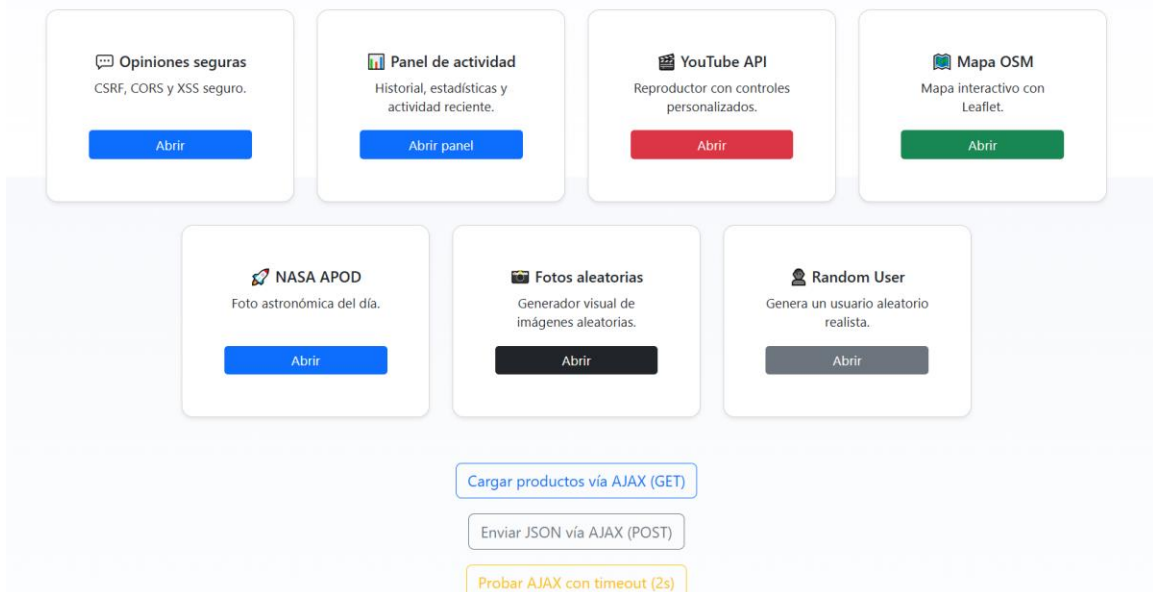 Opiniones seguras
CSRF, CORS y XSS seguro.
Abrir
Panel de actividad
Historial, estadísticas y
actividad reciente.
Abrir panel
YouTube API
Reproductor con controles
personalizados.
Abrir
Mapa OSM
Mapa interactivo con
Leaflet.
Abrir
NASA APOD
Foto astronómica del día.
Abrir
Fotos aleatorias
Generador visual de
imágenes aleatorias.
Abrir
Random User
Genera un usuario aleatorio
realista.
Abrir
Cargar productos vía AJAX (GET)
Enviar JSON vía AJAX (POST)
Probar AJAX con timeout (2s)